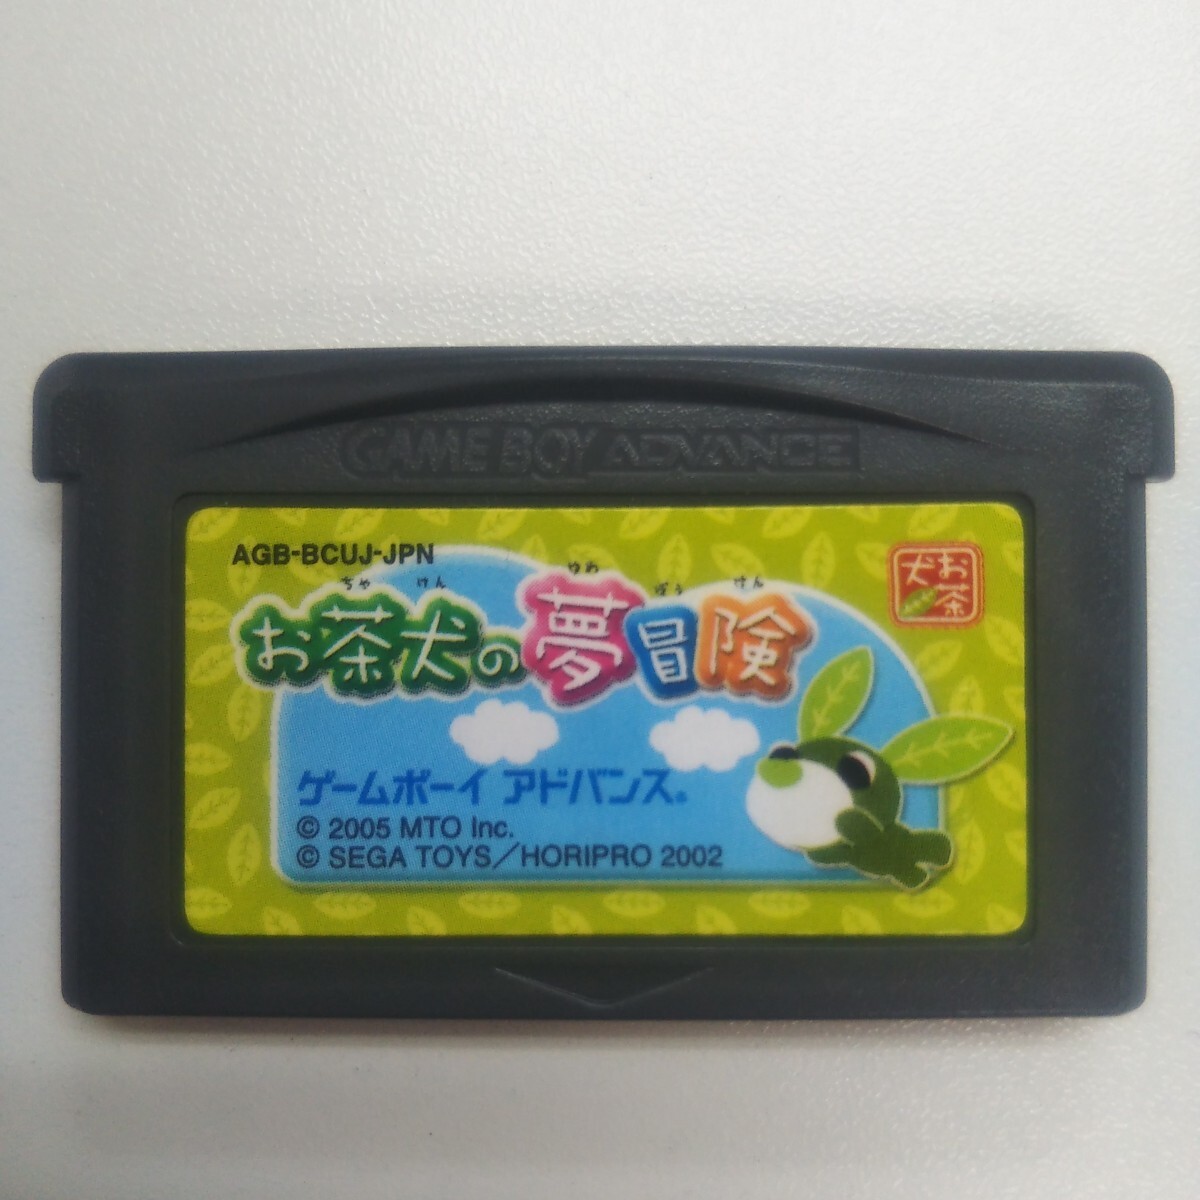 GAME BOY ADVANCE
AGB-BCUJ-JPN
お茶犬
ちゃ けん ゆめ ぼう けん
お茶犬の夢冒険
ゲームボーイ アドバンス®
© 2005 MTO Inc.
© SEGA TOYS／HORIPRO 2002